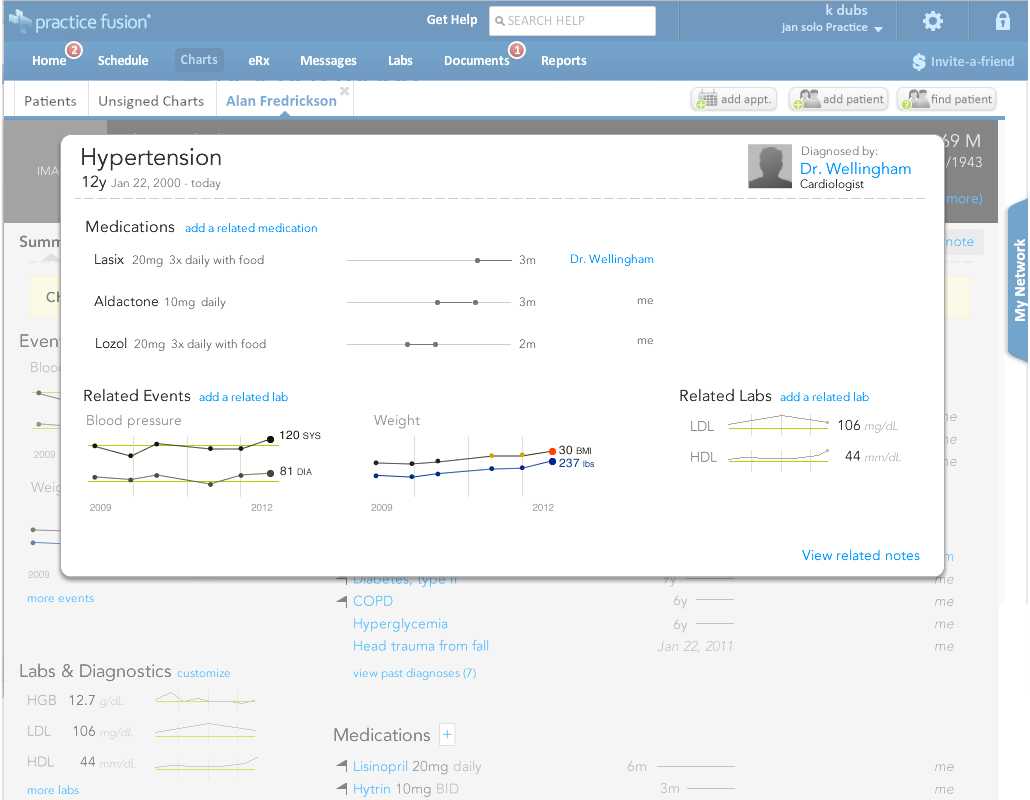 practice fusion
Get Help
SEARCH HELP
k dubs
jan solo Practice
Home 2
Schedule
Charts
eRx
Messages
Labs
Documents 1
Reports
Invite-a-friend
Patients
Unsigned Charts
Alan Fredrickson
add appt.
add patient
find patient
69 M
/1943
more)
note
My Network
Hypertension
12y Jan 22, 2000 - today
Diagnosed by:
Dr. Wellingham
Cardiologist
Medications add a related medication
Lasix 20mg 3x daily with food 3m Dr. Wellingham
Aldactone 10mg daily 3m me
Lozol 20mg 3x daily with food 2m me
Related Events add a related lab
Blood pressure
120 SYS
81 DIA
2009 2012
Weight
30 BMI
237 lbs
2009 2012
Related Labs add a related lab
LDL 106 mg/dL
HDL 44 mm/dL
View related notes
2009
2009
more events
Diabetes, type II 9y me
COPD 6y me
Hyperglycemia 6y me
Head trauma from fall Jan 22, 2011 me
view past diagnoses (7)
Labs & Diagnostics customize
HGB 12.7 g/dL
LDL 106 mg/dL
HDL 44 mm/dL
more labs
Medications +
Lisinopril 20mg daily 6m me
Hytrin 10mg BID 3m me